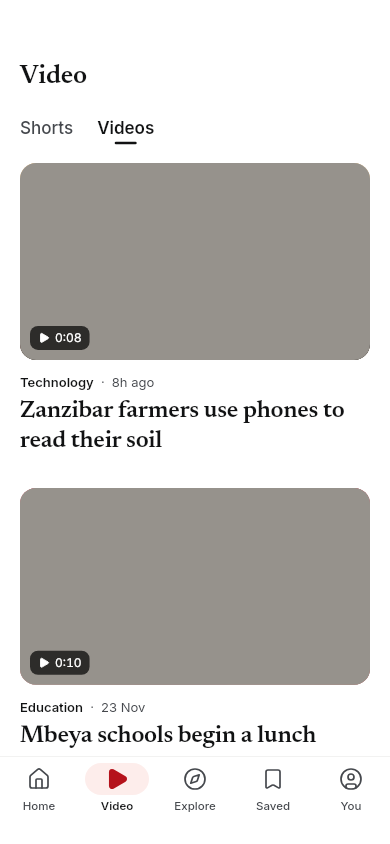 Video
Shorts
Videos
0:08
Technology · 8h ago
Zanzibar farmers use phones to
read their soil
0:10
Education · 23 Nov
Mbeya schools begin a lunch
Home
Video
Explore
Saved
You